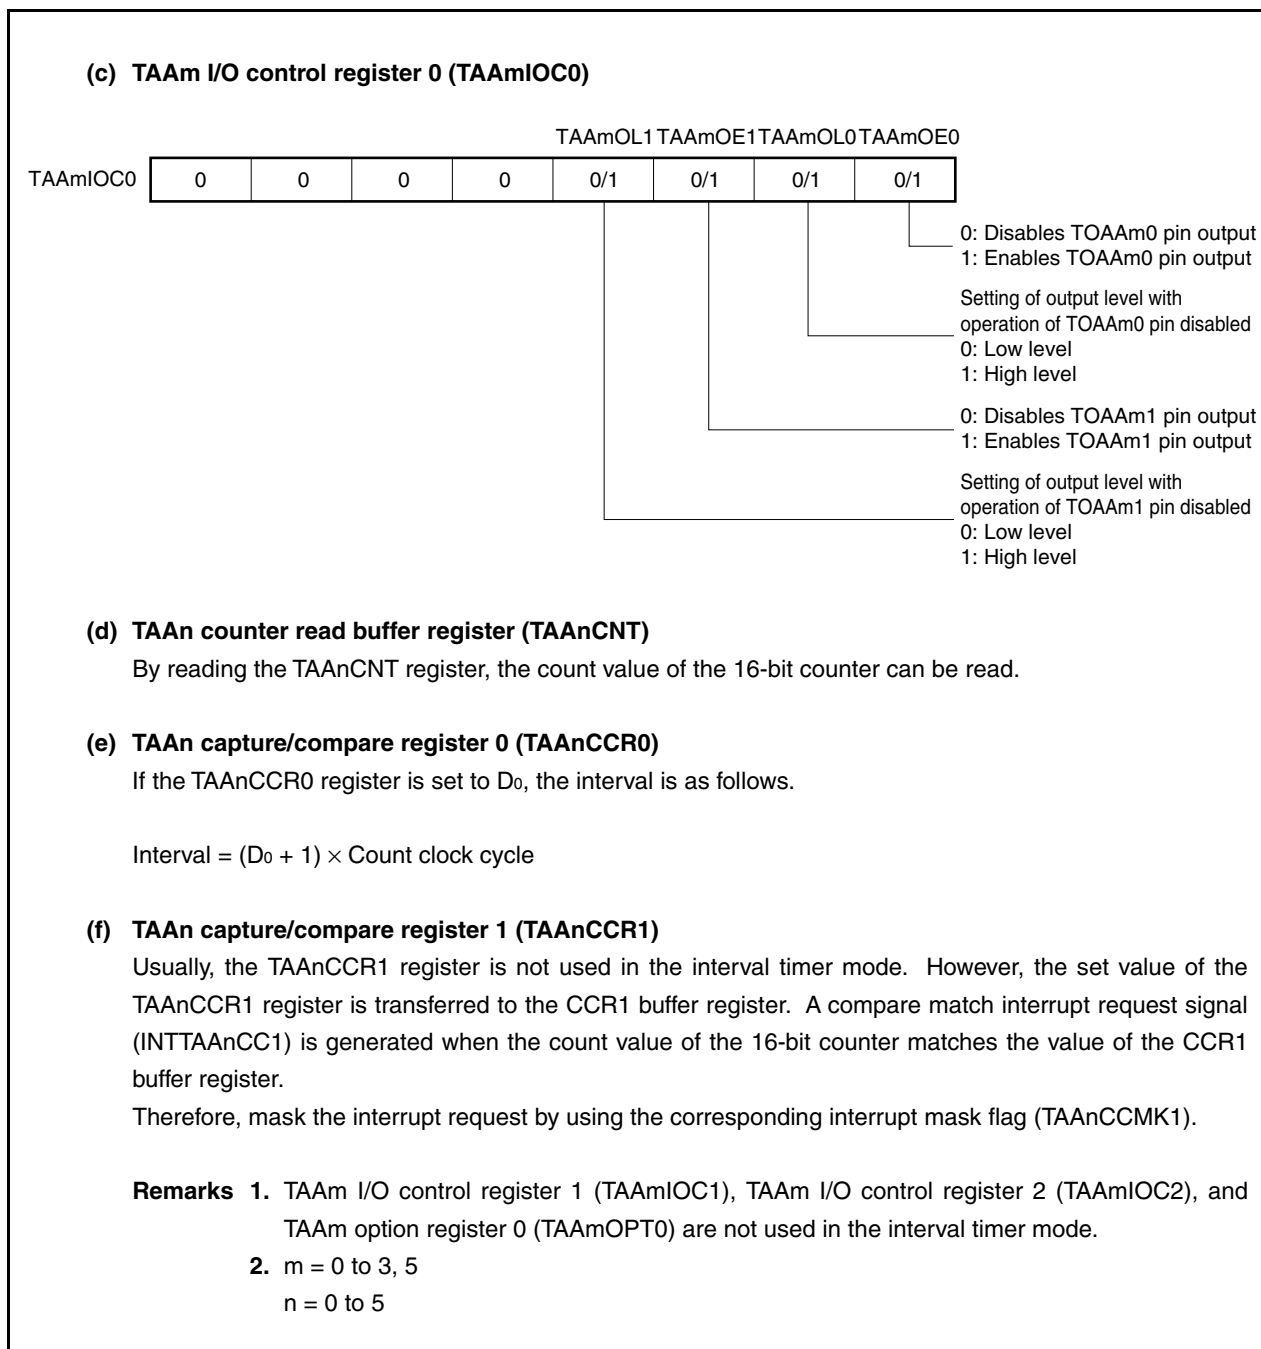 (c) TAAm I/O control register 0 (TAAmIOC0)
TAAmOL1 TAAmOE1 TAAmOL0 TAAmOE0
TAAmIOC0 0 0 0 0 0/1 0/1 0/1 0/1
0: Disables TOAAm0 pin output
1: Enables TOAAm0 pin output
Setting of output level with
operation of TOAAm0 pin disabled
0: Low level
1: High level
0: Disables TOAAm1 pin output
1: Enables TOAAm1 pin output
Setting of output level with
operation of TOAAm1 pin disabled
0: Low level
1: High level
(d) TAAn counter read buffer register (TAAnCNT)
By reading the TAAnCNT register, the count value of the 16-bit counter can be read.
(e) TAAn capture/compare register 0 (TAAnCCR0)
If the TAAnCCR0 register is set to D₀, the interval is as follows.
Interval = (D₀ + 1) × Count clock cycle
(f) TAAn capture/compare register 1 (TAAnCCR1)
Usually, the TAAnCCR1 register is not used in the interval timer mode. However, the set value of the
TAAnCCR1 register is transferred to the CCR1 buffer register. A compare match interrupt request signal
(INTTAAnCC1) is generated when the count value of the 16-bit counter matches the value of the CCR1
buffer register.
Therefore, mask the interrupt request by using the corresponding interrupt mask flag (TAAnCCMK1).
Remarks 1. TAAm I/O control register 1 (TAAmIOC1), TAAm I/O control register 2 (TAAmIOC2), and
TAAm option register 0 (TAAmOPT0) are not used in the interval timer mode.
2. m = 0 to 3, 5
n = 0 to 5